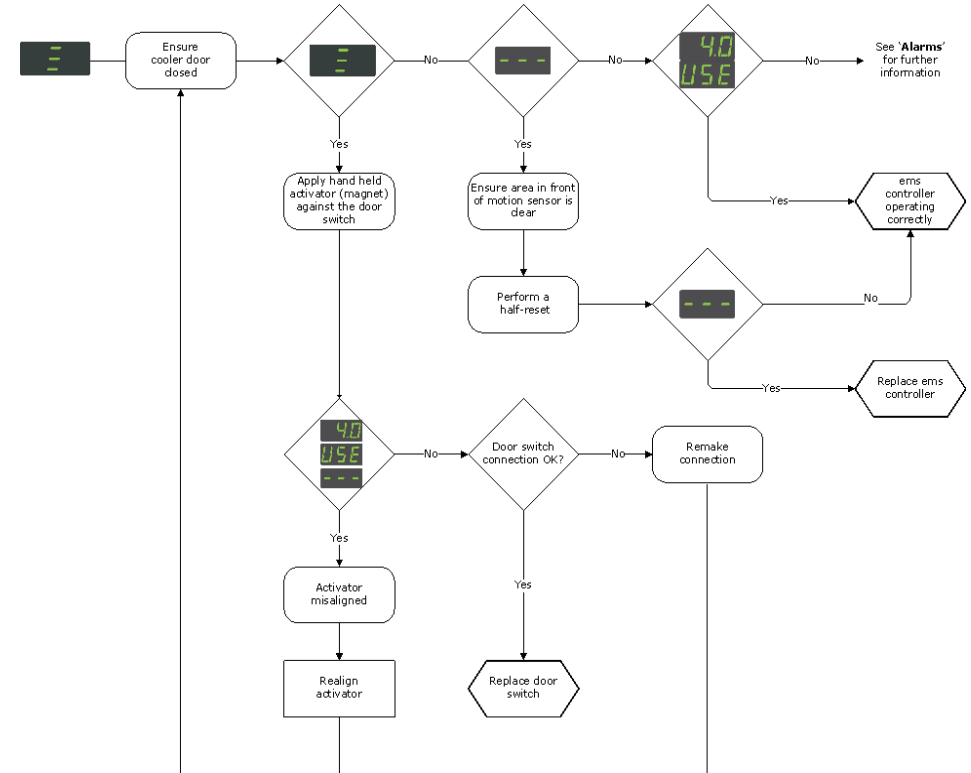 Ensure
cooler door
closed
No
- - -
No
4.0
USE
No
See 'Alarms'
for further
information
Yes
Yes
Apply hand held
activator (magnet)
against the door
switch
Ensure area in front
of motion sensor is
clear
Yes
ems
controller
operating
correctly
Perform a
half-reset
- - -
No
Yes
Replace ems
controller
4.0
USE
- - -
No
Door switch
connection OK?
No
Remake
connection
Yes
Activator
misaligned
Yes
Realign
activator
Replace door
switch